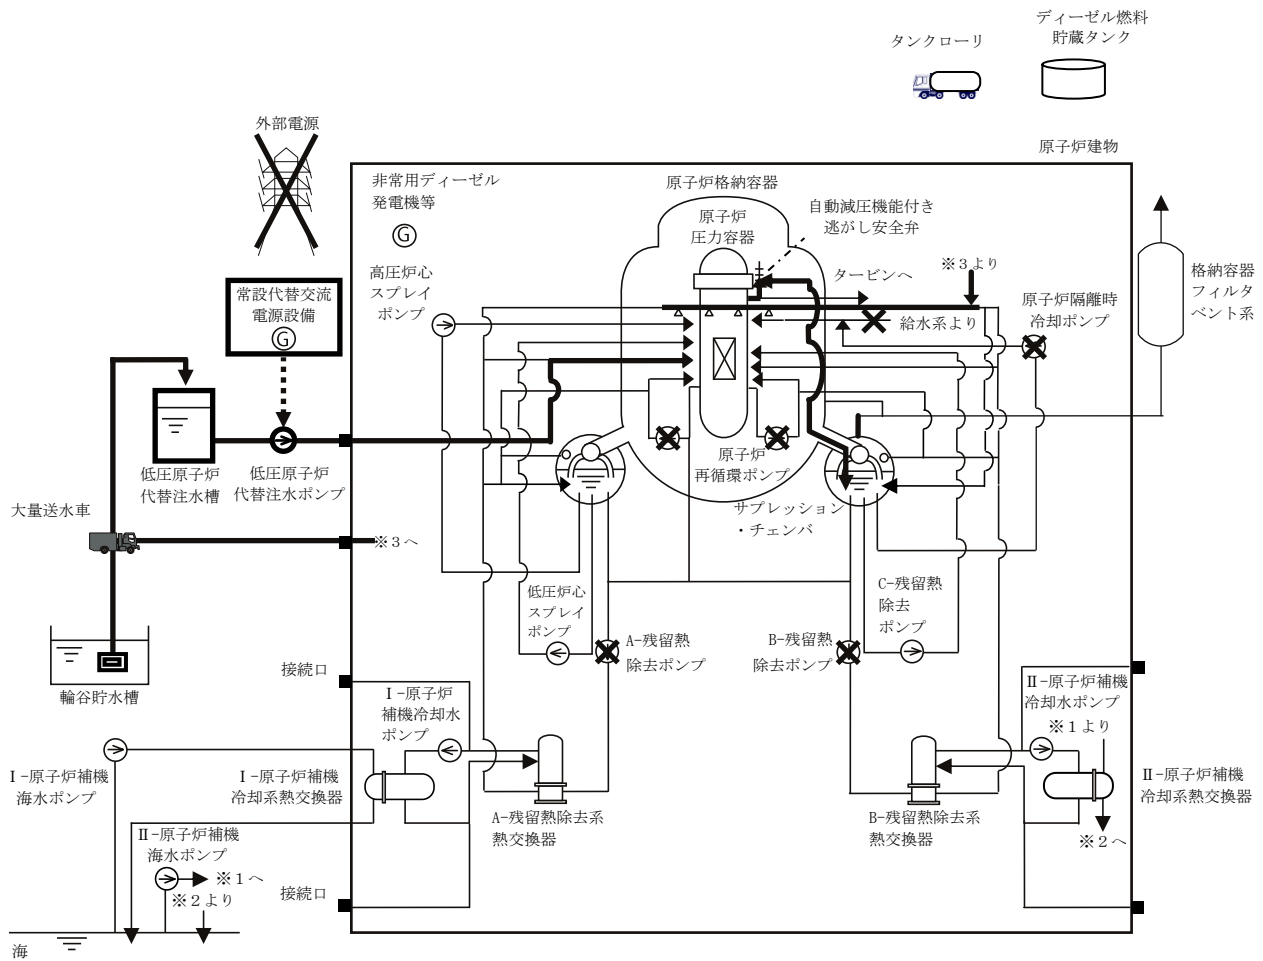 ディーゼル燃料
貯蔵タンク
タンクローリ
外部電源
原子炉建物
非常用ディーゼル
発電機等
G
原子炉格納容器
原子炉
圧力容器
自動減圧機能付き
逃がし安全弁
タービンへ
※3より
高圧炉心
スプレイ
ポンプ
常設代替交流
電源設備
G
給水系より
原子炉隔離時
冷却ポンプ
格納容器
フィルタ
ベント系
低圧原子炉
代替注水槽
低圧原子炉
代替注水ポンプ
原子炉
再循環ポンプ
サプレッション
・チェンバ
大量送水車
※3へ
低圧炉心
スプレイ
ポンプ
A-残留熱
除去ポンプ
B-残留熱
除去ポンプ
C-残留熱
除去
ポンプ
輪谷貯水槽
接続口
Ⅰ-原子炉
補機冷却水
ポンプ
Ⅱ-原子炉補機
冷却水ポンプ
※1より
Ⅰ-原子炉補機
海水ポンプ
Ⅰ-原子炉補機
冷却系熱交換器
Ⅱ-原子炉補機
冷却系熱交換器
A-残留熱除去系
熱交換器
B-残留熱除去系
熱交換器
※2へ
Ⅱ-原子炉補機
海水ポンプ
※1へ
※2より
接続口
海